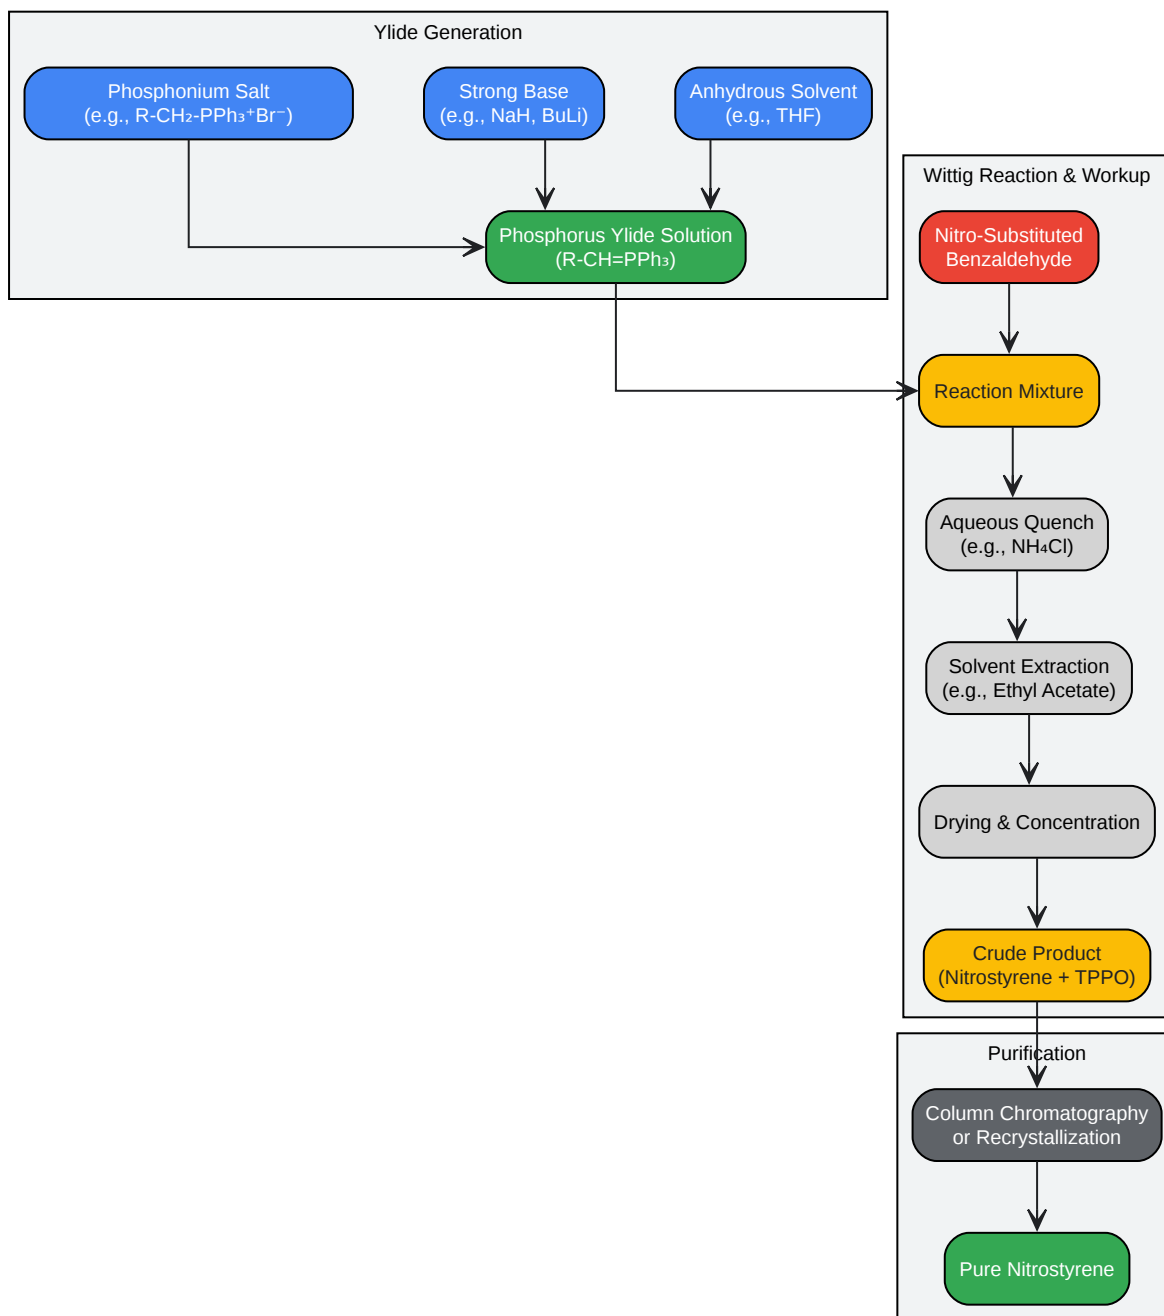 Ylide Generation
Phosphonium Salt
(e.g., R-CH₂-PPh₃⁺Br⁻)
Strong Base
(e.g., NaH, BuLi)
Anhydrous Solvent
(e.g., THF)
Phosphorus Ylide Solution
(R-CH=PPh₃)
Wittig Reaction & Workup
Nitro-Substituted
Benzaldehyde
Reaction Mixture
Aqueous Quench
(e.g., NH₄Cl)
Solvent Extraction
(e.g., Ethyl Acetate)
Drying & Concentration
Crude Product
(Nitrostyrene + TPPO)
Purification
Column Chromatography
or Recrystallization
Pure Nitrostyrene